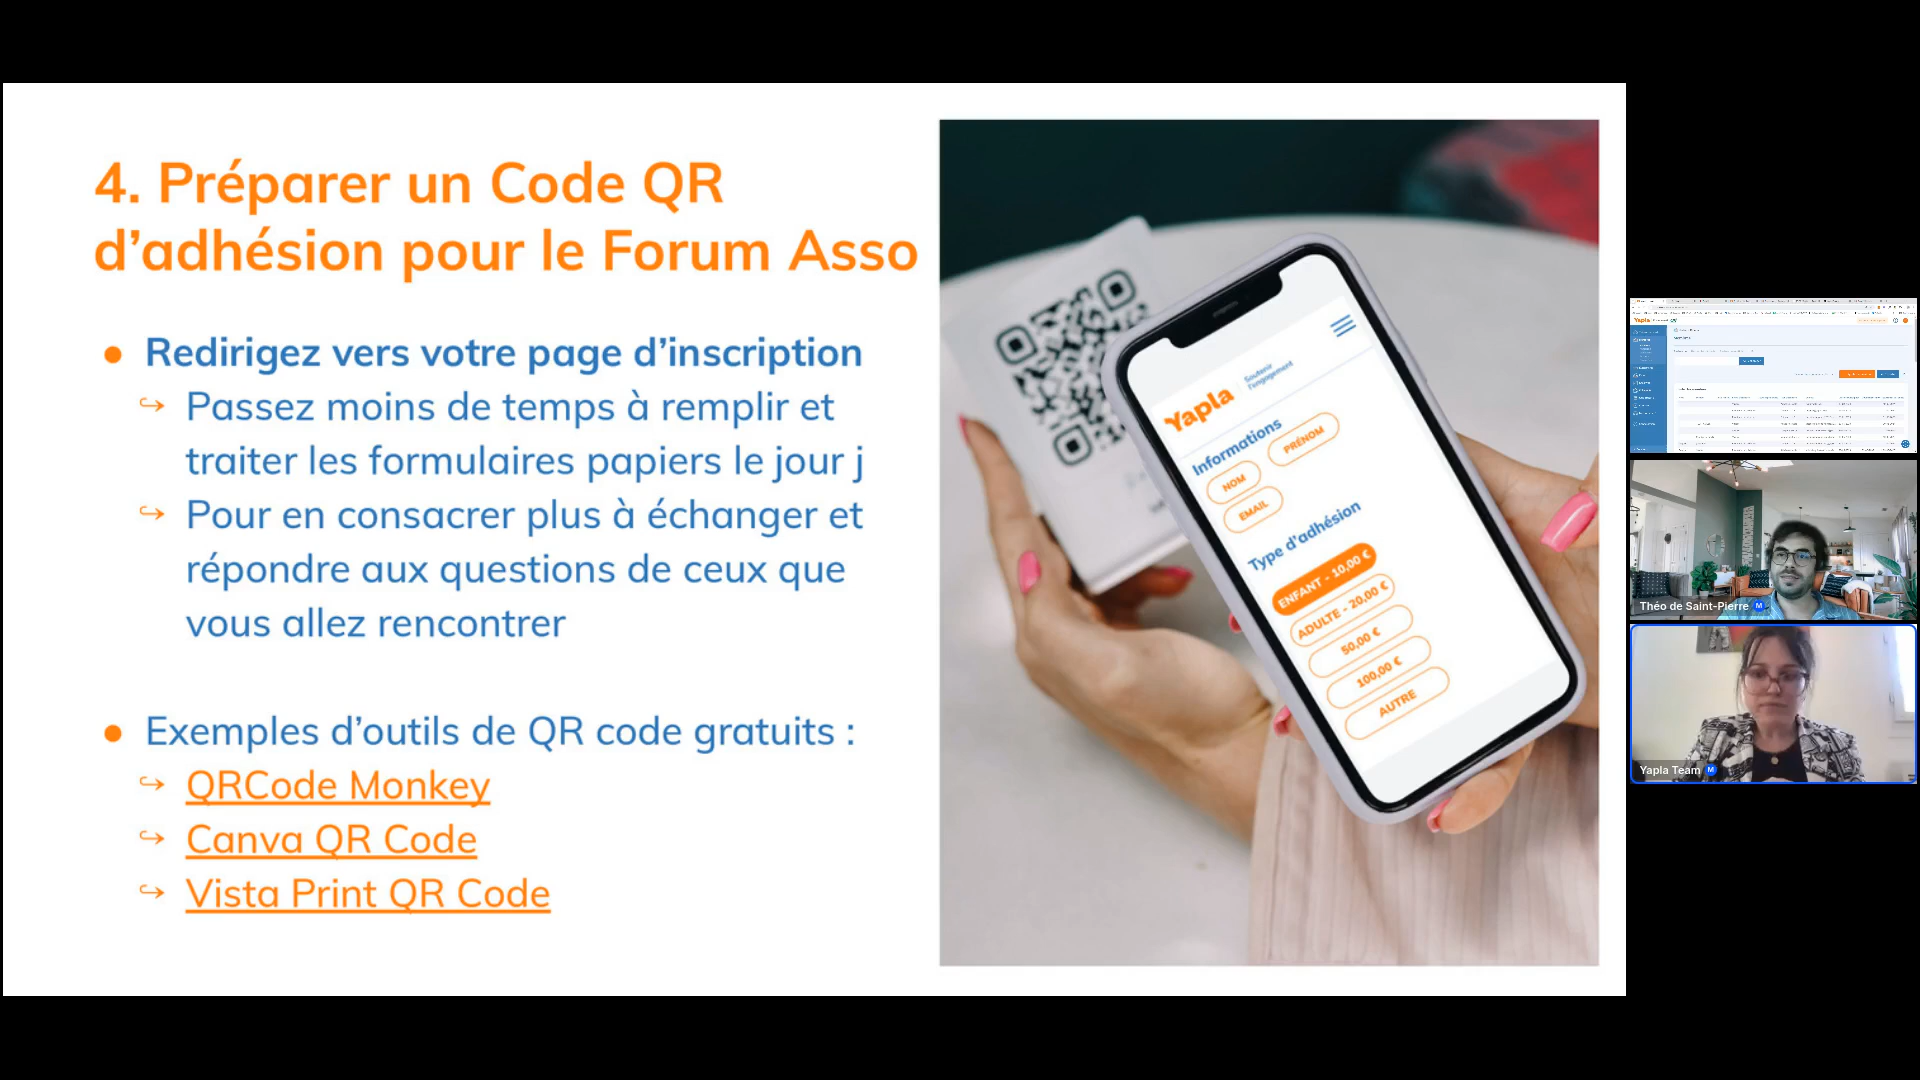 4. Préparer un Code QR
d’adhésion pour le Forum Asso
● Redirigez vers votre page d’inscription
↪ Passez moins de temps à remplir et
traiter les formulaires papiers le jour j
↪ Pour en consacrer plus à échanger et
répondre aux questions de ceux que
vous allez rencontrer
● Exemples d’outils de QR code gratuits :
↪ QRCode Monkey
↪ Canva QR Code
↪ Vista Print QR Code
Yapla
Soutenir
l'engagement
Informations
NOM
PRÉNOM
EMAIL
Type d'adhésion
ENFANT - 10,00 €
ADULTE - 20,00 €
50,00 €
100,00 €
AUTRE
Yapla
Théo de Saint-Pierre M
Yapla Team M